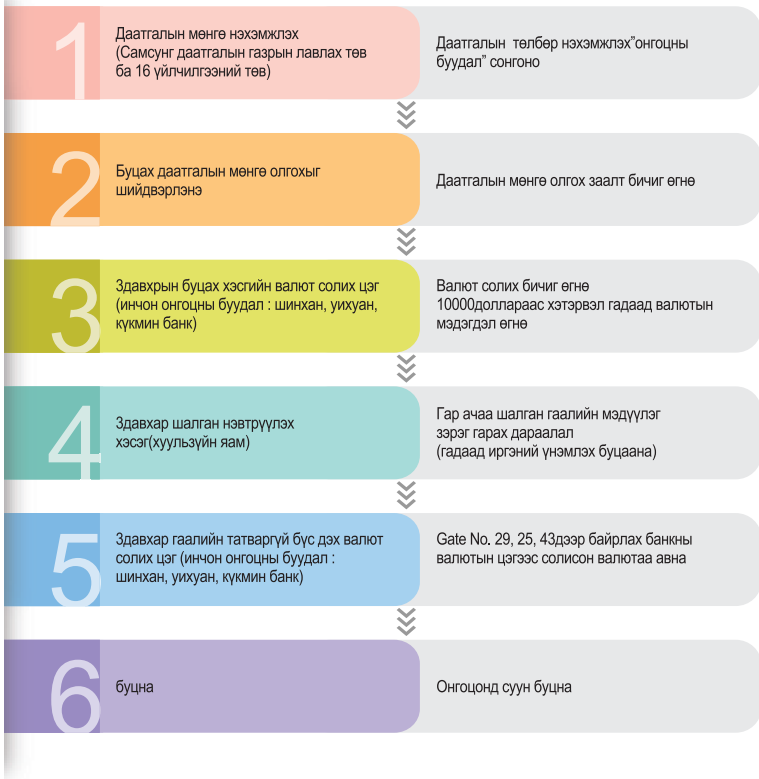 1
Даатгалын мөнгө нэхэмжлэх
(Самсунг даатгалын газрын лавлах төв
ба 16 үйлчилгээний төв)
Даатгалын төлбөр нэхэмжлэх"онгоцны
буудал" сонгоно
2
Буцах даатгалын мөнгө олгохыг
шийдвэрлэнэ
Даатгалын мөнгө олгох заалт бичиг өгнө
3
3давхрын буцах хэсгийн валют солих цэг
(инчон онгоцны буудал : шинхан, уихуан,
күкмин банк)
Валют солих бичиг өгнө
10000доллараас хэтэрвэл гадаад валютын
мэдэгдэл өгнө
4
3давхар шалган нэвтрүүлэх
хэсэг(хуульзүйн яам)
Гар ачаа шалган гаалийн мэдүүлэг
зэрэг гарах дараалал
(гадаад иргэний үнэмлэх буцаана)
5
3давхар гаалийн татваргүй бүс дэх валют
солих цэг (инчон онгоцны буудал :
шинхан, уихуан, күкмин банк)
Gate No. 29, 25, 43дээр байрлах банкны
валютын цэгээс солисон валютаа авна
6
буцна
Онгоцонд суун буцна